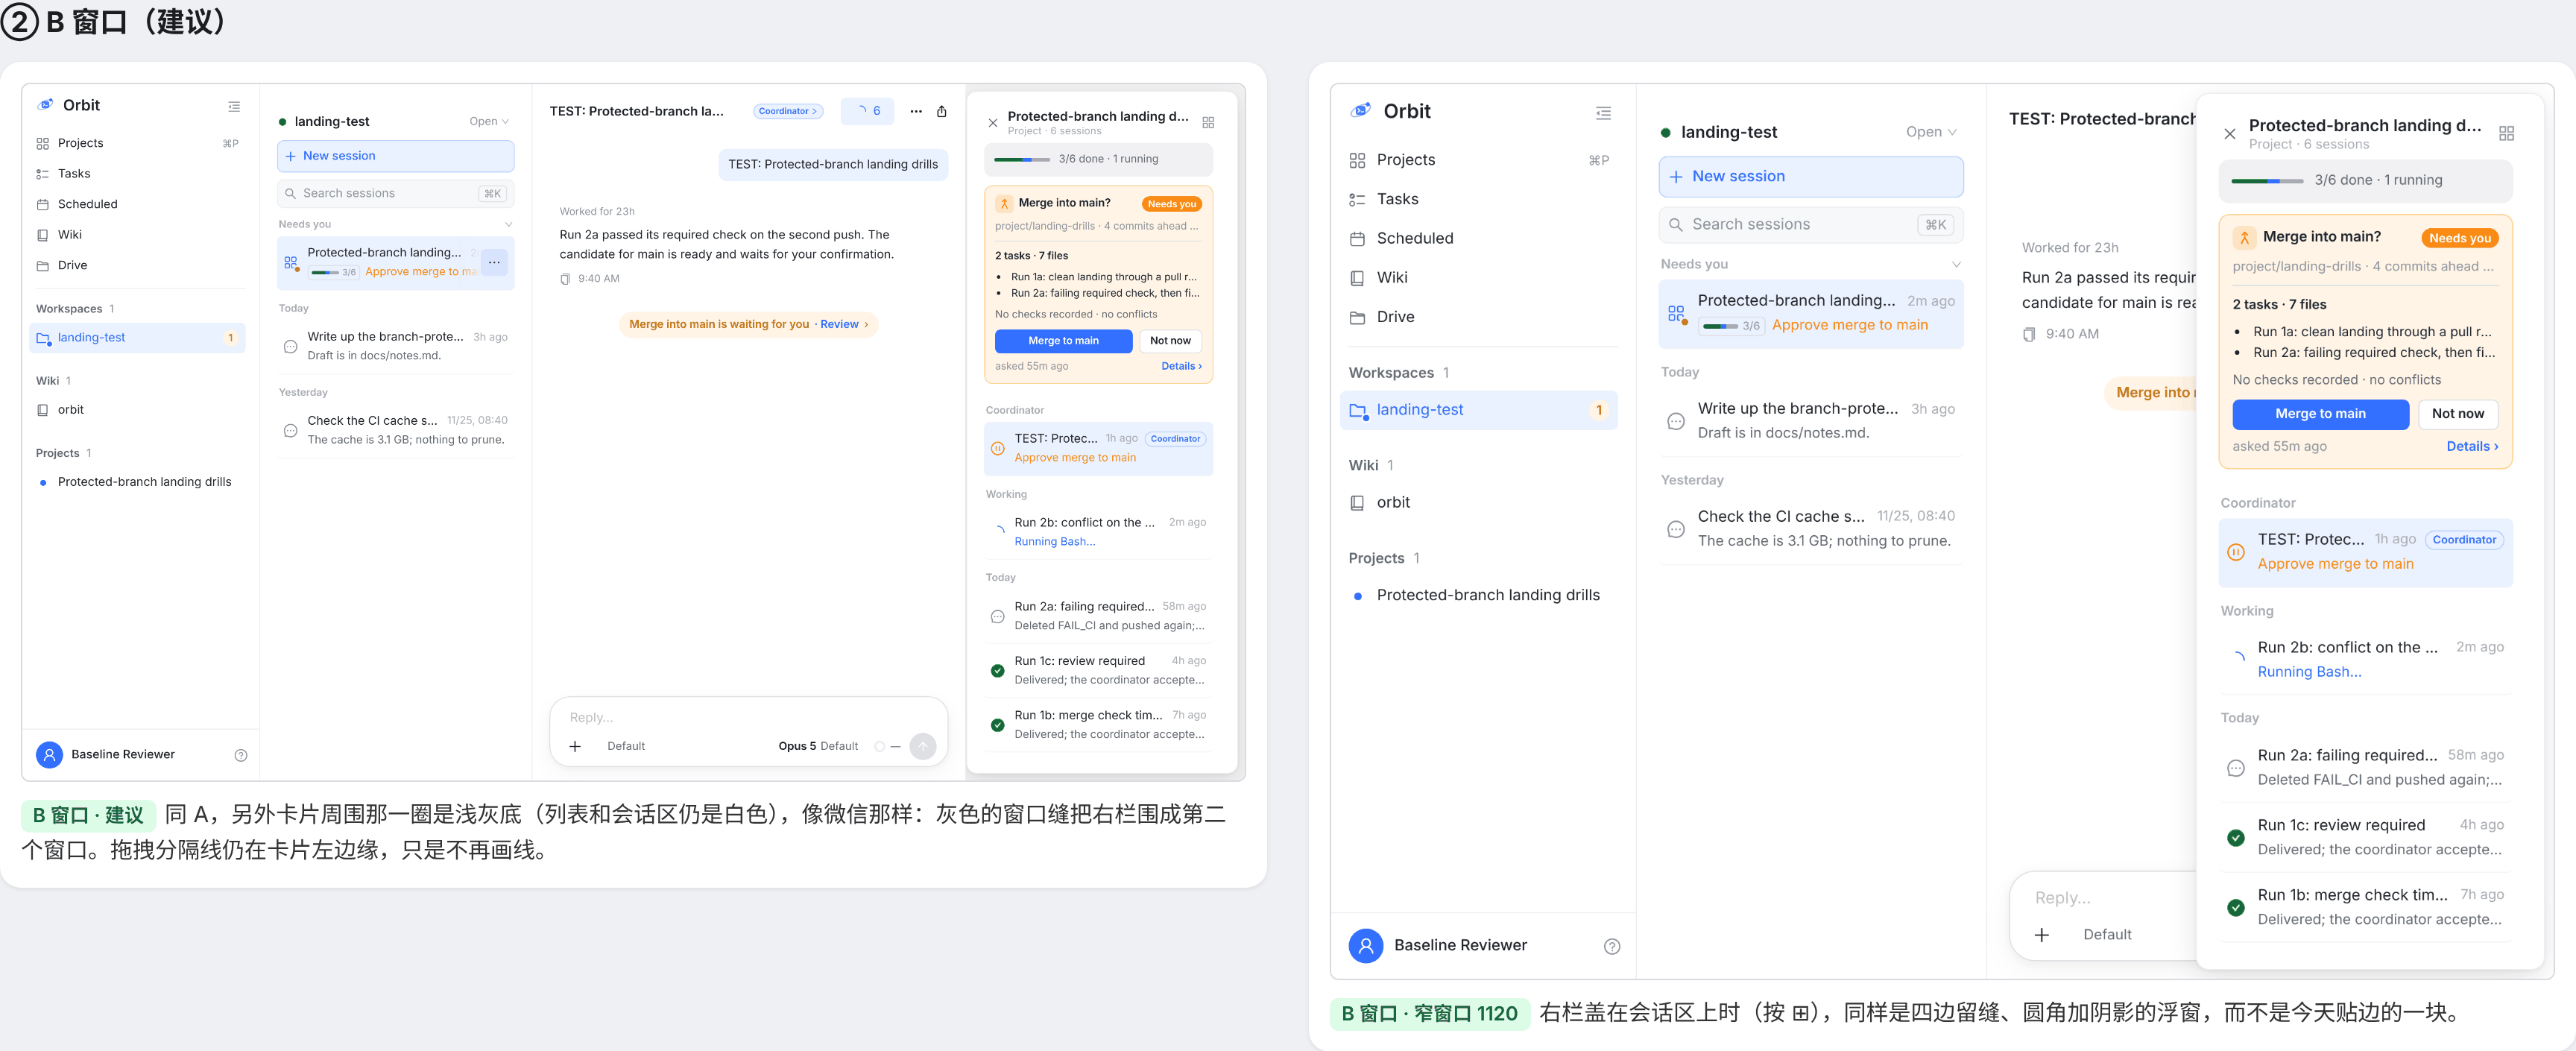 ② B 窗口（建议）
Orbit
Projects ⌘P
Tasks
Scheduled
Wiki
Drive
Workspaces 1
landing-test 1
Wiki 1
orbit
Projects 1
Protected-branch landing drills
Baseline Reviewer
landing-test Open
+ New session
Search sessions ⌘K
Needs you
Protected-branch landing...
3/6 Approve merge to ma
Today
Write up the branch-prote... 3h ago
Draft is in docs/notes.md.
Yesterday
Check the CI cache s... 11/25, 08:40
The cache is 3.1 GB; nothing to prune.
TEST: Protected-branch la... Coordinator > 6
TEST: Protected-branch landing drills
Worked for 23h
Run 2a passed its required check on the second push. The
candidate for main is ready and waits for your confirmation.
9:40 AM
Merge into main is waiting for you · Review ›
Reply...
+ Default Opus 5 Default
Protected-branch landing d...
Project · 6 sessions
3/6 done · 1 running
Merge into main? Needs you
project/landing-drills · 4 commits ahead ...
2 tasks · 7 files
• Run 1a: clean landing through a pull r...
• Run 2a: failing required check, then fi...
No checks recorded · no conflicts
Merge to main Not now
asked 55m ago Details ›
Coordinator
TEST: Protec... 1h ago Coordinator
Approve merge to main
Working
Run 2b: conflict on the ... 2m ago
Running Bash...
Today
Run 2a: failing required... 58m ago
Deleted FAIL_CI and pushed again;...
Run 1c: review required 4h ago
Delivered; the coordinator accepte...
Run 1b: merge check tim... 7h ago
Delivered; the coordinator accepte...
B 窗口 · 建议 同 A，另外卡片周围那一圈是浅灰底（列表和会话区仍是白色），像微信那样：灰色的窗口缝把右栏围成第二
个窗口。拖拽分隔线仍在卡片左边缘，只是不再画线。
Orbit
Projects ⌘P
Tasks
Scheduled
Wiki
Drive
Workspaces 1
landing-test 1
Wiki 1
orbit
Projects 1
Protected-branch landing drills
Baseline Reviewer
landing-test Open
+ New session
Search sessions ⌘K
Needs you
Protected-branch landing... 2m ago
3/6 Approve merge to main
Today
Write up the branch-prote... 3h ago
Draft is in docs/notes.md.
Yesterday
Check the CI cache s... 11/25, 08:40
The cache is 3.1 GB; nothing to prune.
TEST: Protected-branch
Worked for 23h
Run 2a passed its requir
candidate for main is rea
9:40 AM
Merge into
Reply...
+ Default
Protected-branch landing d...
Project · 6 sessions
3/6 done · 1 running
Merge into main? Needs you
project/landing-drills · 4 commits ahead ...
2 tasks · 7 files
• Run 1a: clean landing through a pull r...
• Run 2a: failing required check, then fi...
No checks recorded · no conflicts
Merge to main Not now
asked 55m ago Details ›
Coordinator
TEST: Protec... 1h ago Coordinator
Approve merge to main
Working
Run 2b: conflict on the ... 2m ago
Running Bash...
Today
Run 2a: failing required... 58m ago
Deleted FAIL_CI and pushed again;...
Run 1c: review required 4h ago
Delivered; the coordinator accepte...
Run 1b: merge check tim... 7h ago
Delivered; the coordinator accepte...
B 窗口 · 窄窗口 1120 右栏盖在会话区上时（按 ⊞），同样是四边留缝、圆角加阴影的浮窗，而不是今天贴边的一块。